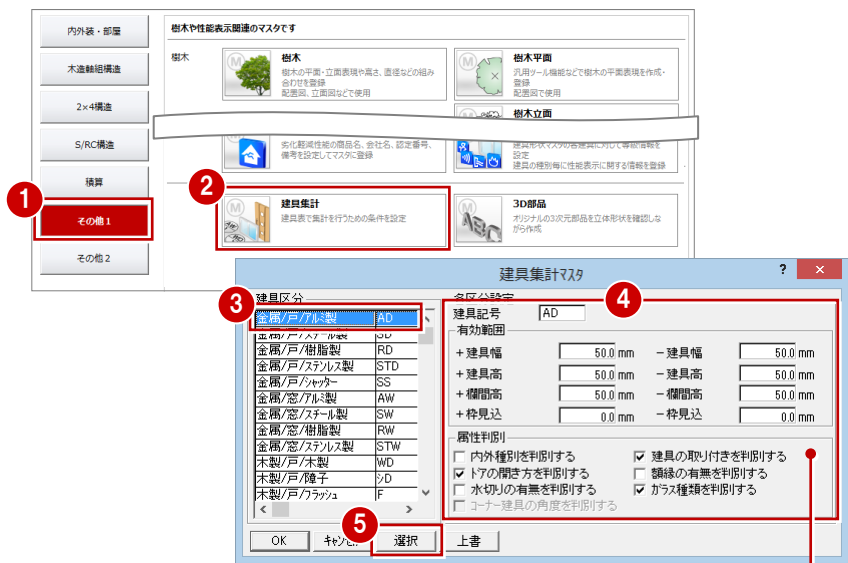 内外装・部屋
木造軸組構造
2×4構造
S/RC構造
積算
1
その他1
その他2
樹木や性能表示関連のマスタです
樹木
M
樹木
樹木の平面・立面表現や高さ、直径などの組み
合わせを登録
配置図、立面図などで使用
M
樹木平面
汎用ツール機能などで樹木の平面表現を作成・
登録
配置図で使用
樹木立面
劣化軽減性能の商品名、会社名、認定番号、
備考を設定してマスタに登録
建具形状マスタの各建具に対して等級情報を
設定
建具の種別毎に性能表示に関する情報を登録
2
M
建具集計
建具表で集計を行うための条件を設定
M
ABC
3D部品
オリジナルの3次元部品を立体形状を確認しな
がら作成
建具集計マスタ
? ×
3
建具区分
金属/戸/アルミ製 AD
金属/戸/スチール製 SD
金属/戸/樹脂製 RD
金属/戸/ステンレス製 STD
金属/戸/シャッター SS
金属/窓/アルミ製 AW
金属/窓/スチール製 SW
金属/窓/樹脂製 RW
金属/窓/ステンレス製 STW
木製/戸/木製 WD
木製/戸/障子 シD
木製/戸/フラッシュ F
4
各区分設定
建具記号 AD
有効範囲
+建具幅 50.0 mm －建具幅 50.0 mm
+建具高 50.0 mm －建具高 50.0 mm
+欄間高 50.0 mm －欄間高 50.0 mm
+枠見込 0.0 mm －枠見込 0.0 mm
属性判別
内外種別を判別する 建具の取り付きを判別する
ドアの開き方を判別する 額縁の有無を判別する
水切りの有無を判別する ガラス種類を判別する
コーナー建具の角度を判別する
5
OK キャンセル 選択 上書